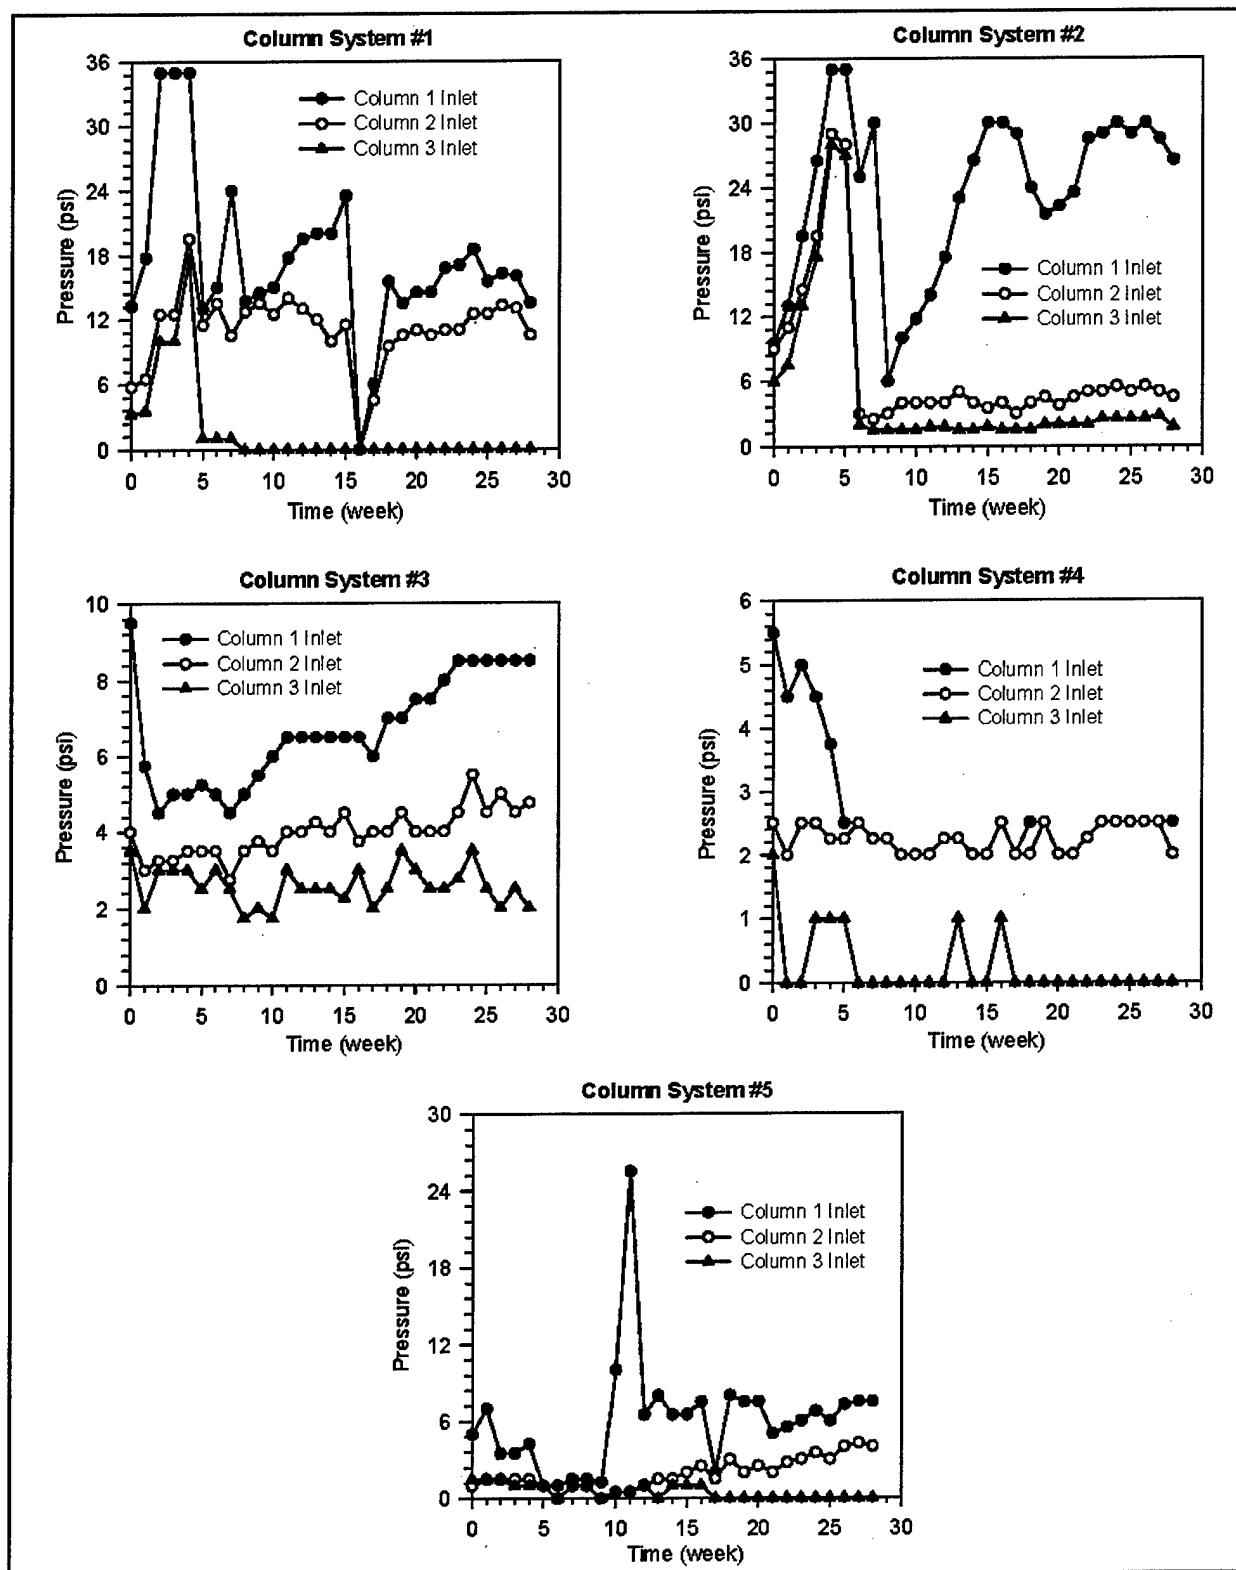 Column System #1
Column 1 Inlet
Column 2 Inlet
Column 3 Inlet
Pressure (psi)
36
30
24
18
12
6
0
0 5 10 15 20 25 30
Time (week)
Column System #2
Column 1 Inlet
Column 2 Inlet
Column 3 Inlet
Pressure (psi)
36
30
24
18
12
6
0
0 5 10 15 20 25 30
Time (week)
Column System #3
Column 1 Inlet
Column 2 Inlet
Column 3 Inlet
Pressure (psi)
10
8
6
4
2
0
0 5 10 15 20 25 30
Time (week)
Column System #4
Column 1 Inlet
Column 2 Inlet
Column 3 Inlet
Pressure (psi)
6
5
4
3
2
1
0
0 5 10 15 20 25 30
Time (week)
Column System #5
Column 1 Inlet
Column 2 Inlet
Column 3 Inlet
Pressure (psi)
30
24
18
12
6
0
0 5 10 15 20 25 30
Time (week)